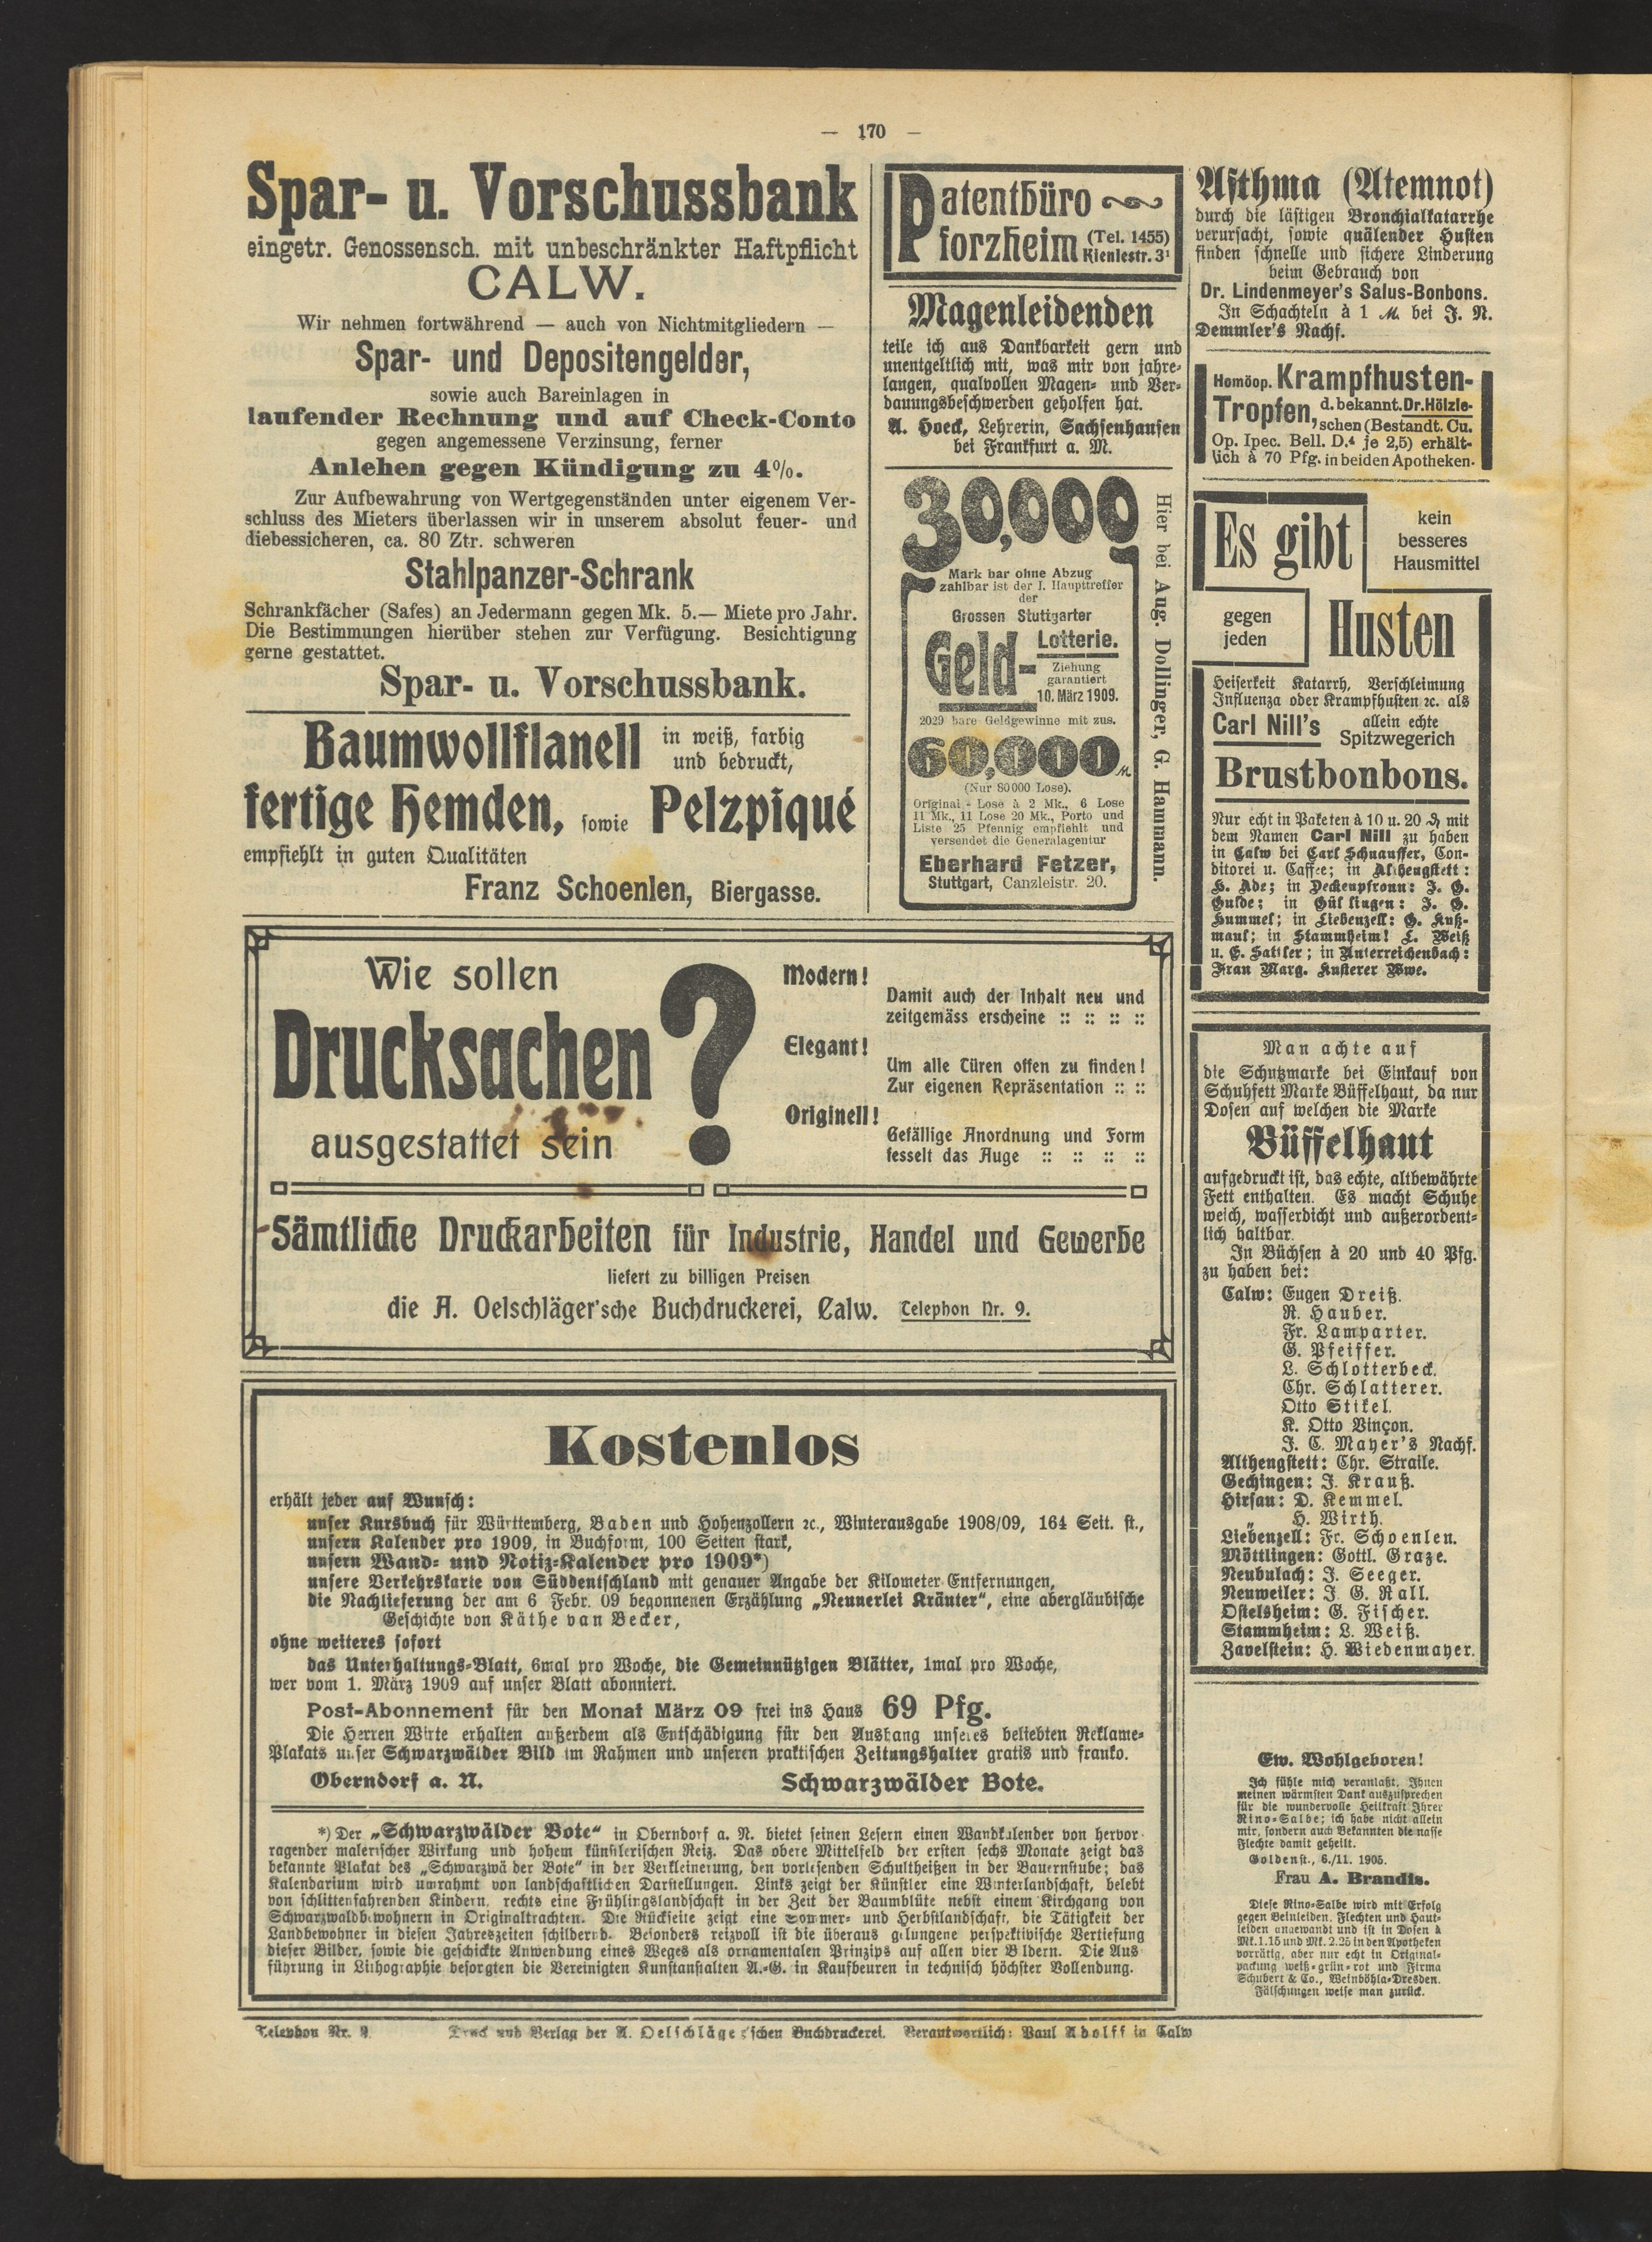 — 170 —
Spar- u. Vorschussbank
eingetr. Genossensch. mit unbeschränkter Haftpflicht
CALW.
Wir nehmen fortwährend — auch von Nichtmitgliedern —
Spar- und Depositengelder,
sowie auch Bareinlagen in
laufender Rechnung und auf Check-Conto
gegen angemessene Verzinsung, ferner
Anlehen gegen Kündigung zu 4%.
Zur Aufbewahrung von Wertgegenständen unter eigenem Ver-
schluss des Mieters überlassen wir in unserem absolut feuer- und
diebessicheren, ca. 80 Ztr. schweren
Stahlpanzer-Schrank
Schrankfächer (Safes) an Jedermann gegen Mk. 5.— Miete pro Jahr.
Die Bestimmungen hierüber stehen zur Verfügung. Besichtigung
gerne gestattet.
Spar- u. Vorschussbank.
Baumwollflanell in weiß, farbig
und bedruckt,
fertige Hemden, sowie Pelzpiqué
empfiehlt in guten Qualitäten
Franz Schoenlen, Biergasse.
Patentbüro
Pforzheim (Tel. 1455)
Kienlestr. 3¹
Magenleidenden
teile ich aus Dankbarkeit gern und
unentgeltlich mit, was mir von jahre-
langen, qualvollen Magen- und Ver-
dauungsbeschwerden geholfen hat.
A. Hoeck, Lehrerin, Sachsenhausen
bei Frankfurt a. M.
30,000
Mark bar ohne Abzug
zahlbar ist der I. Haupttreffer
der
Grossen Stuttgarter
Geld- Lotterie.
Ziehung
garantiert
10. März 1909.
2029 bare Geldgewinne mit zus.
60,000 M.
(Nur 80000 Lose).
Original - Lose à 2 Mk., 6 Lose
11 Mk., 11 Lose 20 Mk., Porto und
Liste 25 Pfennig empfiehlt und
versendet die Generalagentur
Eberhard Fetzer,
Stuttgart, Canzleistr. 20.
Hier bei Aug. Dollinger, G. Hammann.
Asthma (Atemnot)
durch die lästigen Bronchialkatarrhe
verursacht, sowie quälender Husten
finden schnelle und sichere Linderung
beim Gebrauch von
Dr. Lindenmeyer's Salus-Bonbons.
In Schachteln à 1 M. bei J. N.
Demmler's Nachf.
Homöop. Krampfhusten-
Tropfen, d. bekannt. Dr. Hölzle-
schen (Bestandt. Cu.
Op. Ipec. Bell. D.⁴ je 2,5) erhält-
lich à 70 Pfg. in beiden Apotheken.
Es gibt
kein
besseres
Hausmittel
gegen
jeden
Husten
Heiserkeit Katarrh, Verschleimung
Influenza oder Krampfhusten ꝛc. als
Carl Nill's allein echte
Spitzwegerich
Brustbonbons.
Nur echt in Paketen à 10 u. 20 ₰ mit
dem Namen Carl Nill zu haben
in Calw bei Carl Schnauffer, Con-
ditorei u. Caffee; in Althengstett:
H. Ade; in Deckenpfronn: J. G.
Gulde; in Gültlingen: J. G.
Hummel; in Liebenzell: G. Kuß-
maul; in Stammheim! L. Weiß
u. E. Sattler; in Unterreichenbach:
Frau Marg. Kusterer Wwe.
Wie sollen
Drucksachen
ausgestattet sein
?
Modern!
Damit auch der Inhalt neu und
zeitgemäss erscheine :: :: :: ::
Elegant!
Um alle Türen offen zu finden!
Zur eigenen Repräsentation :: ::
Originell!
Gefällige Anordnung und Form
fesselt das Auge :: :: :: ::
Sämtliche Druckarbeiten für Industrie, Handel und Gewerbe
liefert zu billigen Preisen
die A. Oelschläger'sche Buchdruckerei, Calw. Telephon Nr. 9.
Man achte auf
die Schutzmarke bei Einkauf von
Schuhfett Marke Büffelhaut, da nur
Dosen auf welchen die Marke
Büffelhaut
aufgedruckt ist, das echte, altbewährte
Fett enthalten. Es macht Schuhe
weich, wasserdicht und außerordent-
lich haltbar.
In Büchsen à 20 und 40 Pfg.
zu haben bei:
Calw: Eugen Dreiß.
R. Hauber.
Fr. Lamparter.
G. Pfeiffer.
L. Schlotterbeck.
Chr. Schlatterer.
Otto Stikel.
K. Otto Vinçon.
J. C. Mayer's Nachf.
Althengstett: Chr. Straile.
Gechingen: J. Krauß.
Hirsau: D. Kemmel.
„ H. Wirth.
Liebenzell: Fr. Schoenlen.
Möttlingen: Gottl. Graze.
Neubulach: J. Seeger.
Neuweiler: J G. Rall.
Ostelsheim: G. Fischer.
Stammheim: L. Weiß.
Zavelstein: H. Wiedenmayer.
Kostenlos
erhält jeder auf Wunsch:
unser Kursbuch für Württemberg, Baden und Hohenzollern ꝛc., Winterausgabe 1908/09, 164 Seit. st.,
unsern Kalender pro 1909, in Buchform, 100 Seiten stark,
unsern Wand- und Notiz-Kalender pro 1909*)
unsere Verkehrskarte von Süddentschland mit genauer Angabe der Kilometer-Entfernungen,
die Nachlieferung der am 6 Febr. 09 begonnenen Erzählung „Neunerlei Kräuter", eine abergläubische
Geschichte von Käthe van Becker,
ohne weiteres sofort
das Unterhaltungs-Blatt, 6mal pro Woche, die Gemeinnützigen Blätter, 1mal pro Woche,
wer vom 1. März 1909 auf unser Blatt abonniert.
Post-Abonnement für den Monat März 09 frei ins Haus 69 Pfg.
Die Herren Wirte erhalten außerdem als Entschädigung für den Aushang unseres beliebten Reklame-
Plakats unser Schwarzwälder Bild im Rahmen und unseren praktischen Zeitungshalter gratis und franko.
Oberndorf a. N. Schwarzwälder Bote.
*) Der „Schwarzwälder Bote" in Oberndorf a. N. bietet seinen Lesern einen Wandkalender von hervor-
ragender malerischer Wirkung und hohem künstlerischen Reiz. Das obere Mittelfeld der ersten sechs Monate zeigt das
bekannte Plakat des „Schwarzwälder Bote" in der Verkleinerung, den vorlesenden Schultheißen in der Bauernstube; das
Kalendarium wird umrahmt von landschaftlichen Darstellungen. Links zeigt der Künstler eine Winterlandschaft, belebt
von schlittenfahrenden Kindern, rechts eine Frühlingslandschaft in der Zeit der Baumblüte nebst einem Kirchgang von
Schwarzwaldbewohnern in Originaltrachten. Die Rückseite zeigt eine Sommer- und Herbstlandschaft, die Tätigkeit der
Landbewohner in diesen Jahreszeiten schildernd. Besonders reizvoll ist die überaus gelungene perspektivische Vertiefung
dieser Bilder, sowie die geschickte Anwendung eines Weges als ornamentalen Prinzips auf allen vier Bildern. Die Aus
führung in Lithographie besorgten die Vereinigten Kunstanstalten A.-G. in Kaufbeuren in technisch höchster Vollendung.
Ew. Wohlgeboren!
Ich fühle mich veranlaßt, Ihnen
meinen wärmsten Dank auszusprechen
für die wundervolle Heilkraft Ihrer
Rino-Salbe; ich habe nicht allein
mir, sondern auch Bekannten die nasse
Flechte damit geheilt.
Goldenst., 6./11. 1905.
Frau A. Brandis.
Diese Rino-Salbe wird mit Erfolg
gegen Beinleiden, Flechten und Haut-
leiden angewandt und ist in Dosen à
Mk. 1.15 und Mk. 2.25 in den Apotheken
vorrätig, aber nur echt in Original-
packung weiß-grün-rot und Firma
Schubert & Co., Weinböhla-Dresden.
Fälschungen weise man zurück.
Telephon Nr. 9. Druck und Verlag der A. Oelschläger'schen Buchdruckerei. Verantwortlich: Paul Adolff in Calw